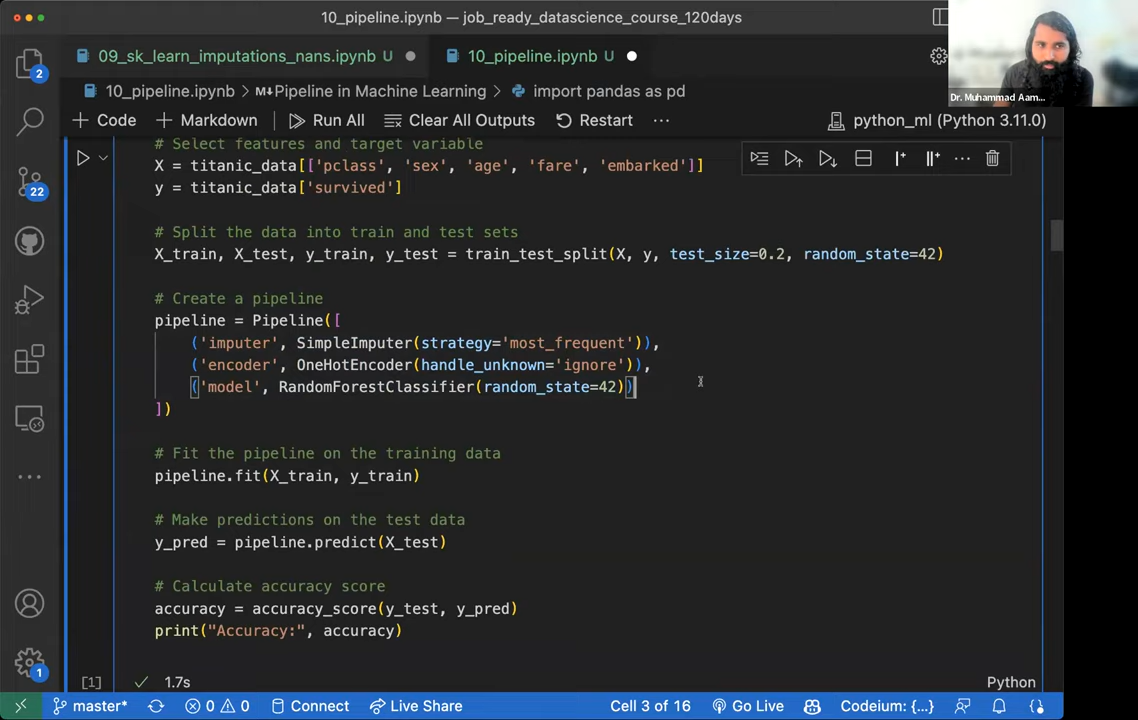 10_pipeline.ipynb — job_ready_datascience_course_120days
09_sk_learn_imputations_nans.ipynb U
10_pipeline.ipynb U
Dr. Muhammad Aam...
10_pipeline.ipynb > M↓Pipeline in Machine Learning > import pandas as pd
+ Code + Markdown Run All Clear All Outputs Restart ... python_ml (Python 3.11.0)
# Select features and target variable
X = titanic_data[['pclass', 'sex', 'age', 'fare', 'embarked']]
y = titanic_data['survived']
# Split the data into train and test sets
X_train, X_test, y_train, y_test = train_test_split(X, y, test_size=0.2, random_state=42)
# Create a pipeline
pipeline = Pipeline([
('imputer', SimpleImputer(strategy='most_frequent')),
('encoder', OneHotEncoder(handle_unknown='ignore')),
('model', RandomForestClassifier(random_state=42))
])
# Fit the pipeline on the training data
pipeline.fit(X_train, y_train)
# Make predictions on the test data
y_pred = pipeline.predict(X_test)
# Calculate accuracy score
accuracy = accuracy_score(y_test, y_pred)
print("Accuracy:", accuracy)
[1] 1.7s Python
2
22
1
master* 0 0 Connect Live Share Cell 3 of 16 Go Live Codeium: {...}